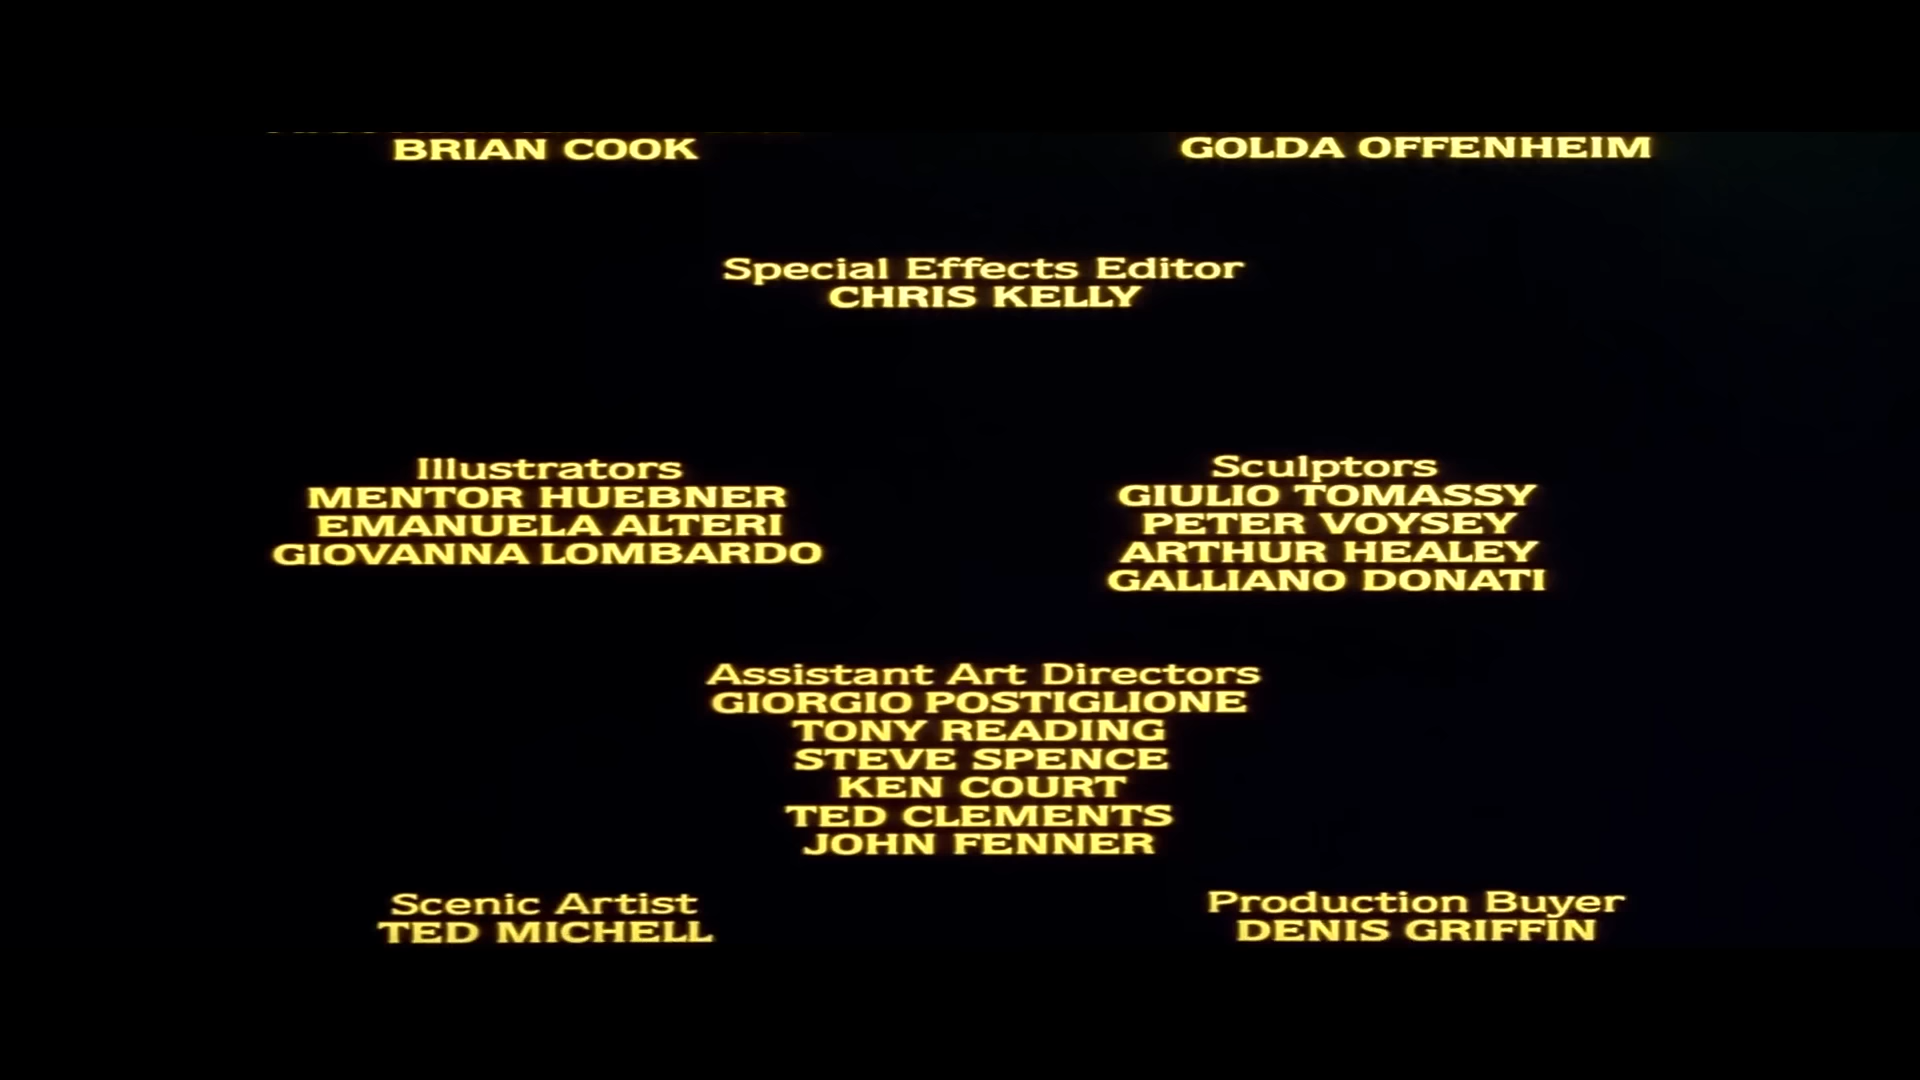 BRIAN COOK
GOLDA OFFENHEIM
Special Effects Editor
CHRIS KELLY
Illustrators
MENTOR HUEBNER
EMANUELA ALTERI
GIOVANNA LOMBARDO
Sculptors
GIULIO TOMASSY
PETER VOYSEY
ARTHUR HEALEY
GALLIANO DONATI
Assistant Art Directors
GIORGIO POSTIGLIONE
TONY READING
STEVE SPENCE
KEN COURT
TED CLEMENTS
JOHN FENNER
Scenic Artist
TED MICHELL
Production Buyer
DENIS GRIFFIN